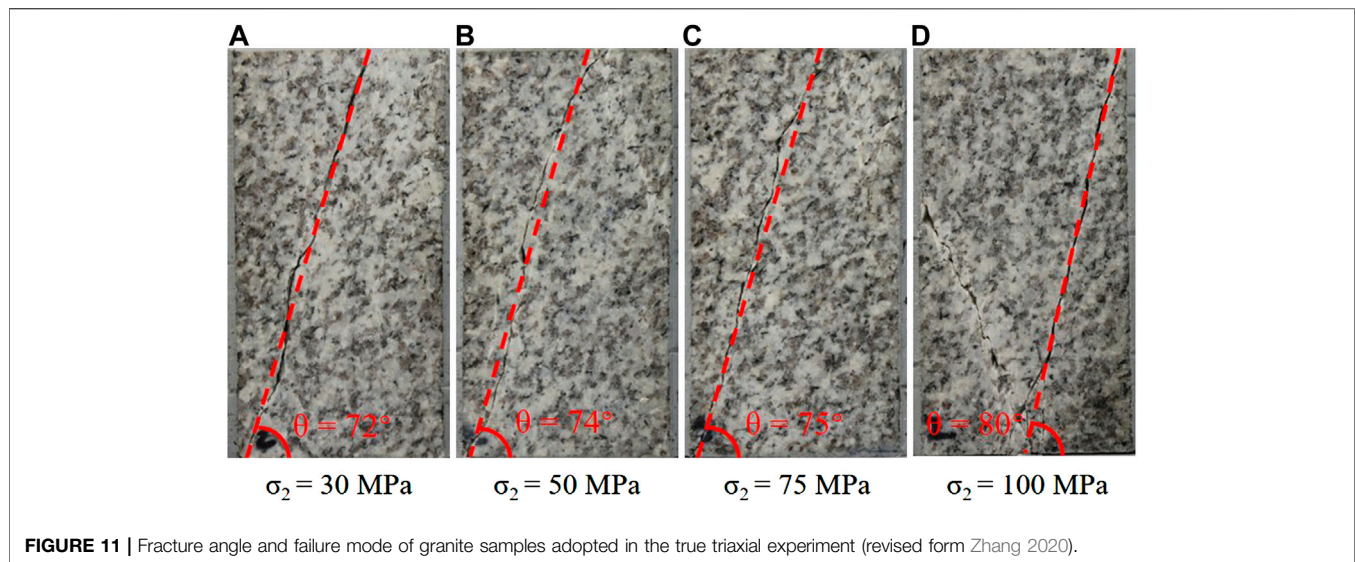 A B C D
θ = 72° θ = 74° θ = 75° θ = 80°
σ₂ = 30 MPa σ₂ = 50 MPa σ₂ = 75 MPa σ₂ = 100 MPa
FIGURE 11 | Fracture angle and failure mode of granite samples adopted in the true triaxial experiment (revised form Zhang 2020).